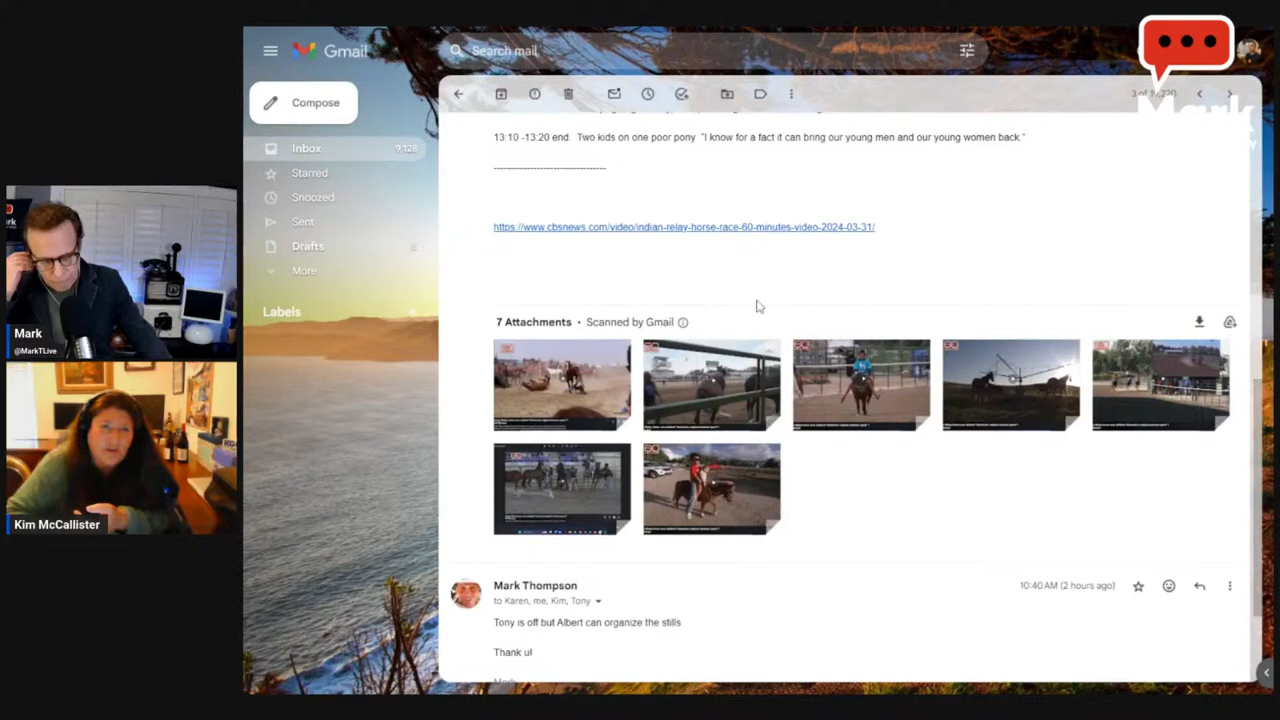 Gmail
Search mail
Compose
3 of
Mark
Inbox
9,128
13:10 -13:20 end. Two kids on one poor pony "I know for a fact it can bring our young men and our young women back."
Starred
--------------------------------
Snoozed
Sent
https://www.cbsnews.com/video/indian-relay-horse-race-60-minutes-video-2024-03-31/
Drafts
More
Labels
7 Attachments • Scanned by Gmail
Mark
@MarkTLive
Kim McCallister
Mark Thompson
10:40 AM (2 hours ago)
to Karen, me, Kim, Tony
Tony is off but Albert can organize the stills
Thank u!
Mark